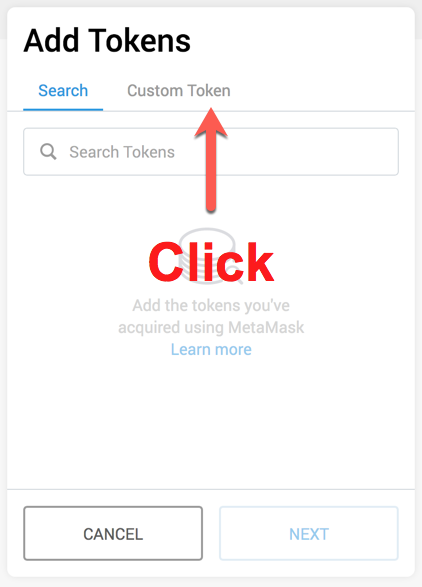 Add Tokens
Search
Custom Token
Search Tokens
Click
Add the tokens you've
acquired using MetaMask
Learn more
CANCEL
NEXT